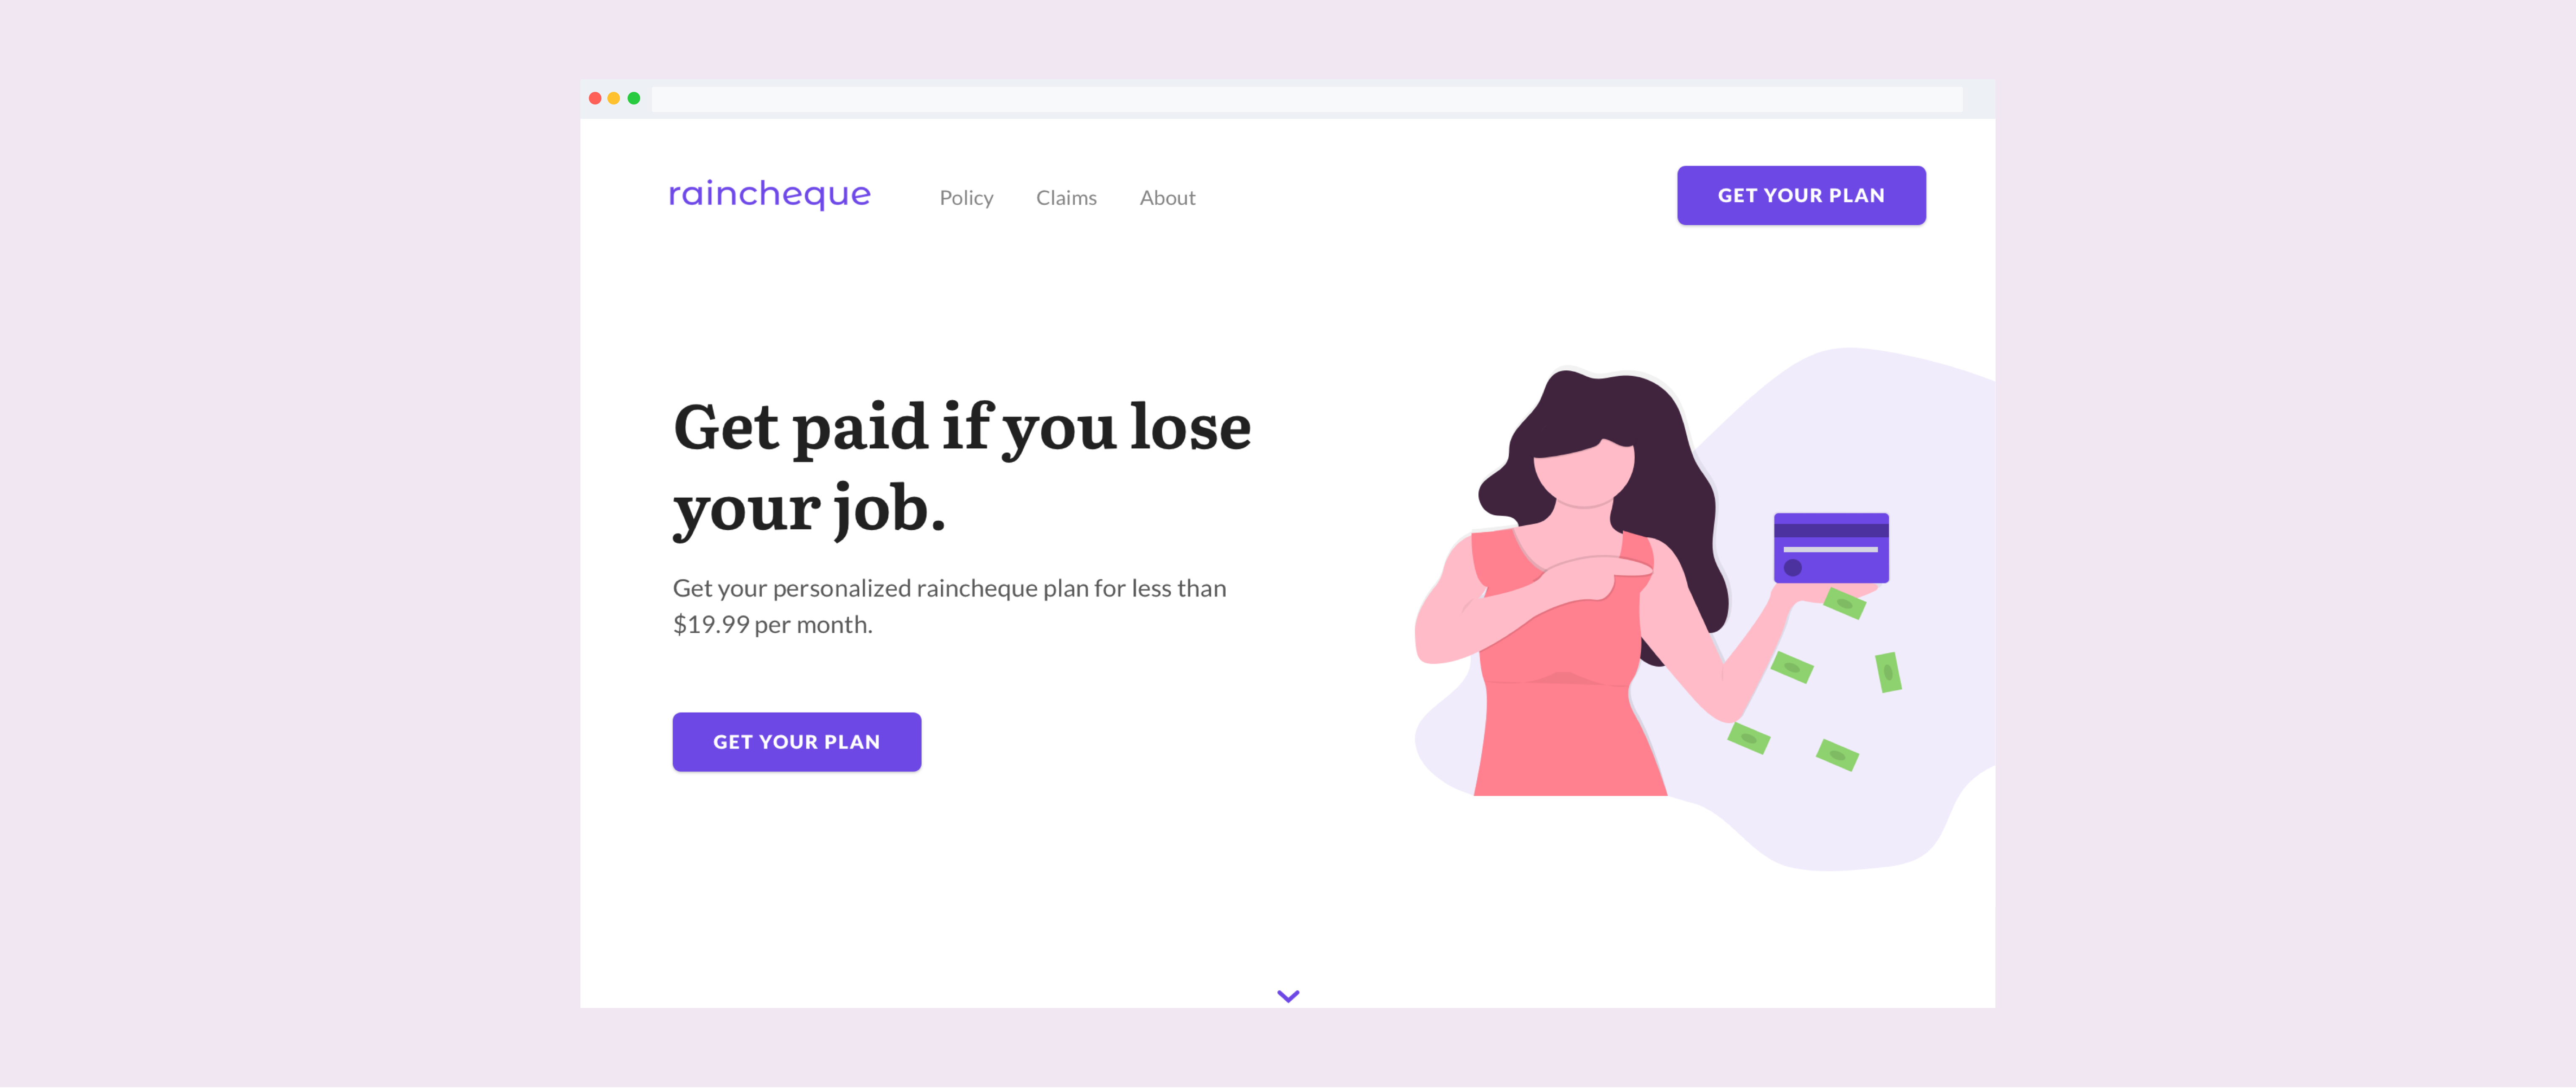 raincheque
Policy
Claims
About
GET YOUR PLAN
Get paid if you lose
your job.
Get your personalized raincheque plan for less than
$19.99 per month.
GET YOUR PLAN